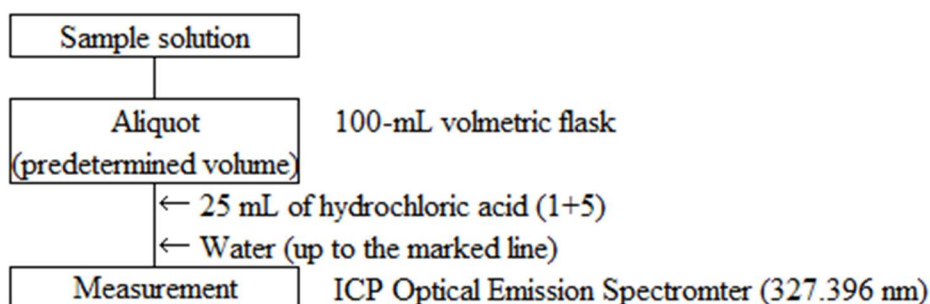 Sample solution
Aliquot 100-mL volmetric flask
(predetermined volume)
← 25 mL of hydrochloric acid (1+5)
← Water (up to the marked line)
Measurement ICP Optical Emission Spectromter (327.396 nm)